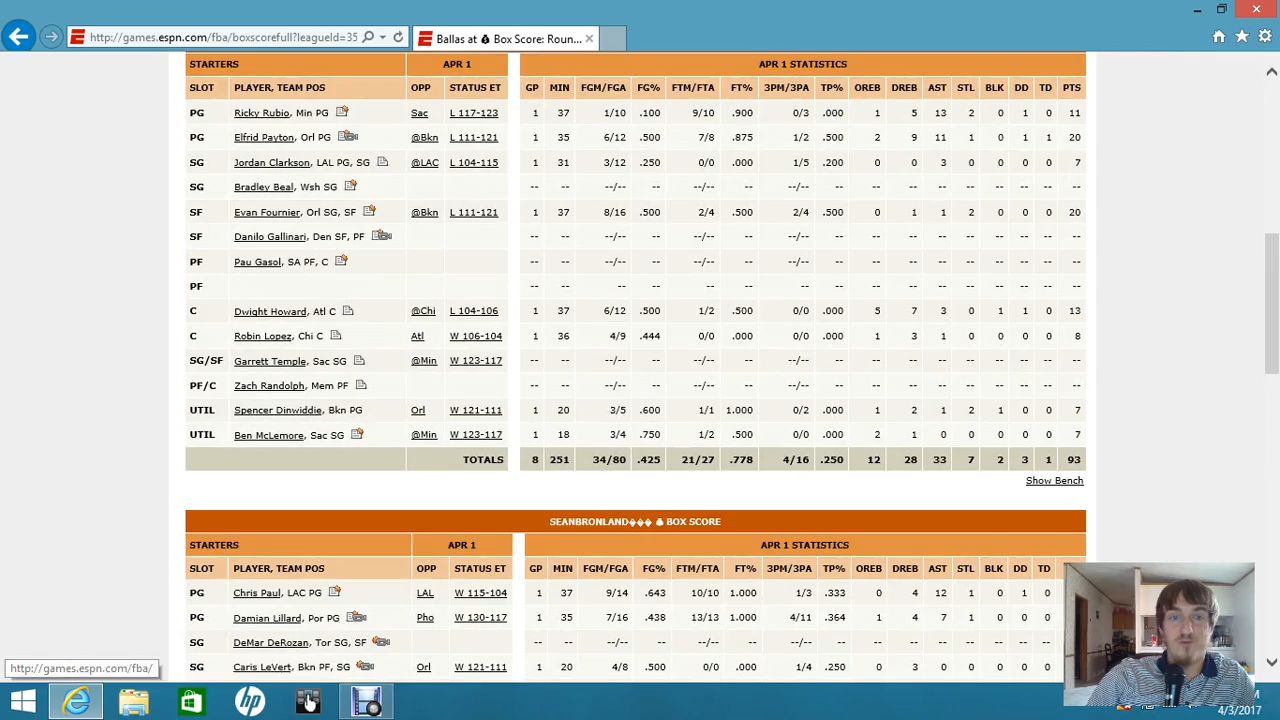 http://games.espn.com/fba/boxscorefull?leagueId=35
Ballas at Box Score: Roun...
STARTERS APR 1 APR 1 STATISTICS
SLOT PLAYER, TEAM POS OPP STATUS ET GP MIN FGM/FGA FG% FTM/FTA FT% 3PM/3PA TP% OREB DREB AST STL BLK DD TD PTS
PG Ricky Rubio, Min PG Sac L 117-123 1 37 1/10 .100 9/10 .900 0/3 .000 1 5 13 2 0 1 0 11
PG Elfrid Payton, Orl PG @Bkn L 111-121 1 35 6/12 .500 7/8 .875 1/2 .500 2 9 11 1 0 1 1 20
SG Jordan Clarkson, LAL PG, SG @LAC L 104-115 1 31 3/12 .250 0/0 .000 1/5 .200 0 0 3 2 0 0 0 7
SG Bradley Beal, Wsh SG -- -- --/-- -- --/-- -- --/-- -- -- -- -- -- -- -- -- --
SF Evan Fournier, Orl SG, SF @Bkn L 111-121 1 37 8/16 .500 2/4 .500 2/4 .500 0 1 1 2 0 0 0 20
SF Danilo Gallinari, Den SF, PF -- -- --/-- -- --/-- -- --/-- -- -- -- -- -- -- -- -- --
PF Pau Gasol, SA PF, C -- -- --/-- -- --/-- -- --/-- -- -- -- -- -- -- -- -- --
PF -- -- --/-- -- --/-- -- --/-- -- -- -- -- -- -- -- -- --
C Dwight Howard, Atl C @Chi L 104-106 1 37 6/12 .500 1/2 .500 0/0 .000 5 7 3 0 1 1 0 13
C Robin Lopez, Chi C Atl W 106-104 1 36 4/9 .444 0/0 .000 0/0 .000 1 3 1 0 0 0 0 8
SG/SF Garrett Temple, Sac SG @Min W 123-117 -- -- --/-- -- --/-- -- --/-- -- -- -- -- -- -- -- -- --
PF/C Zach Randolph, Mem PF -- -- --/-- -- --/-- -- --/-- -- -- -- -- -- -- -- -- --
UTIL Spencer Dinwiddie, Bkn PG Orl W 121-111 1 20 3/5 .600 1/1 1.000 0/2 .000 1 2 1 2 1 0 0 7
UTIL Ben McLemore, Sac SG @Min W 123-117 1 18 3/4 .750 1/2 .500 0/0 .000 2 1 0 0 0 0 0 7
TOTALS 8 251 34/80 .425 21/27 .778 4/16 .250 12 28 33 7 2 3 1 93
Show Bench
SEANBRONLAND��� BOX SCORE
STARTERS APR 1 APR 1 STATISTICS
SLOT PLAYER, TEAM POS OPP STATUS ET GP MIN FGM/FGA FG% FTM/FTA FT% 3PM/3PA TP% OREB DREB AST STL BLK DD TD
PG Chris Paul, LAC PG LAL W 115-104 1 37 9/14 .643 10/10 1.000 1/3 .333 0 4 12 1 0 1 0
PG Damian Lillard, Por PG Pho W 130-117 1 35 7/16 .438 13/13 1.000 4/11 .364 1 4 7 1 0 0
SG DeMar DeRozan, Tor SG, SF -- -- --/-- -- --/-- -- --/-- -- -- -- -- -- -- --
SG Caris LeVert, Bkn PF, SG Orl W 121-111 1 20 4/8 .500 0/0 .000 1/4 .250 0 3 0 0 0 0
http://games.espn.com/fba/
hp
4/3/2017